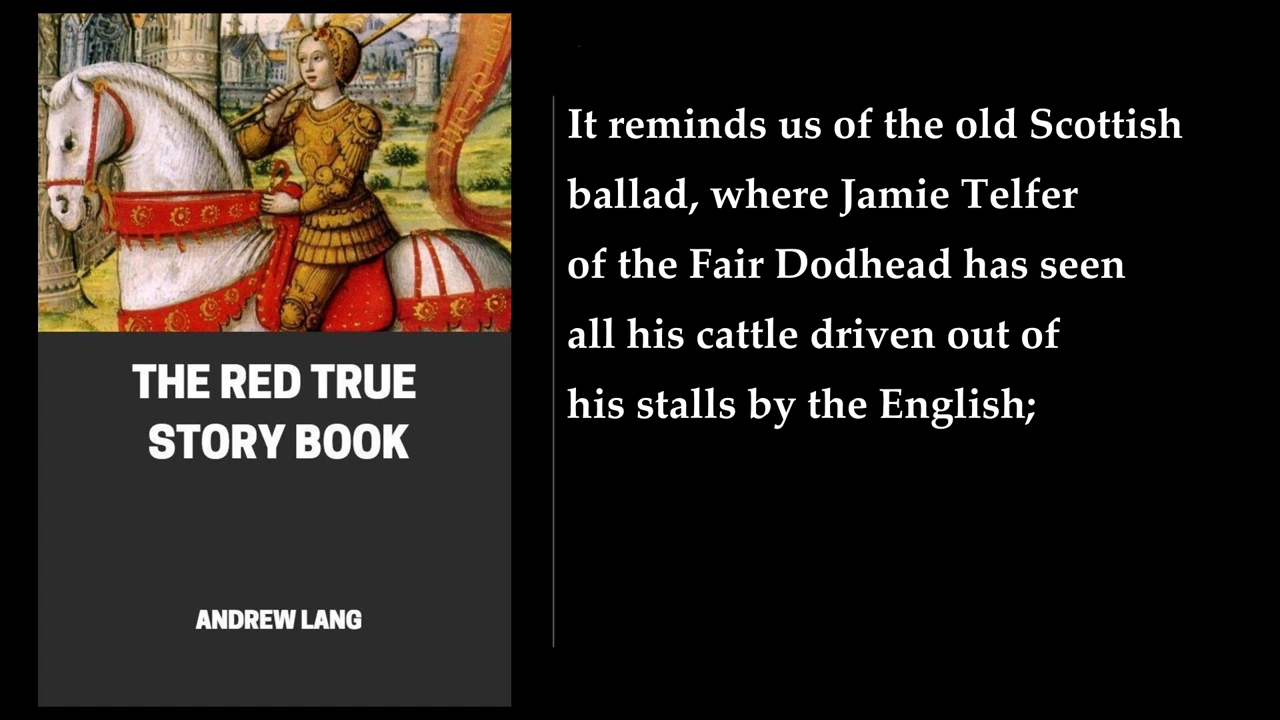 THE RED TRUE
STORY BOOK
ANDREW LANG
It reminds us of the old Scottish
ballad, where Jamie Telfer
of the Fair Dodhead has seen
all his cattle driven out of
his stalls by the English;